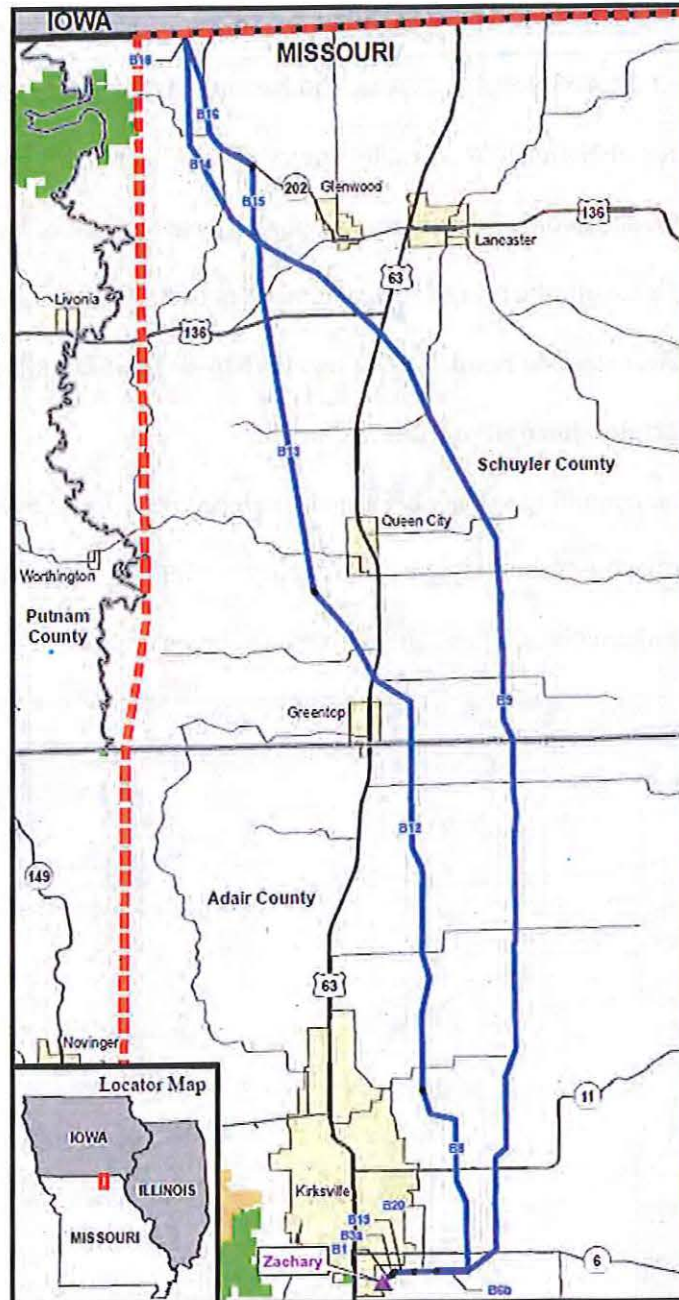 IOWA
MISSOURI
B18
B16
B14
B15
202
Glenwood
136
Lancaster
63
Livonia
136
B13
Schuyler County
Queen City
Worthington
Putnam
County
B9
Greentop
B12
149
Adair County
63
Novinger
Locator Map
IOWA
ILLINOIS
MISSOURI
11
B8
Kirksville
B20
B19
B3a
B1
Zachary
6
B6b